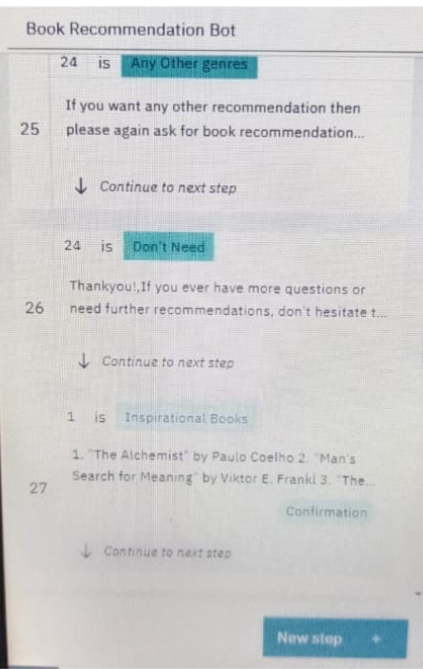 Book Recommendation Bot
24 is Any Other genres
If you want any other recommendation then
25 please again ask for book recommendation...
↓ Continue to next step
24 is Don't Need
Thankyou!,If you ever have more questions or
26 need further recommendations, don't hesitate t...
↓ Continue to next step
1 is Inspirational Books
1. "The Alchemist" by Paulo Coelho 2. "Man's
Search for Meaning" by Viktor E. Frankl 3. "The...
27
Confirmation
↓ Continue to next step
New step +